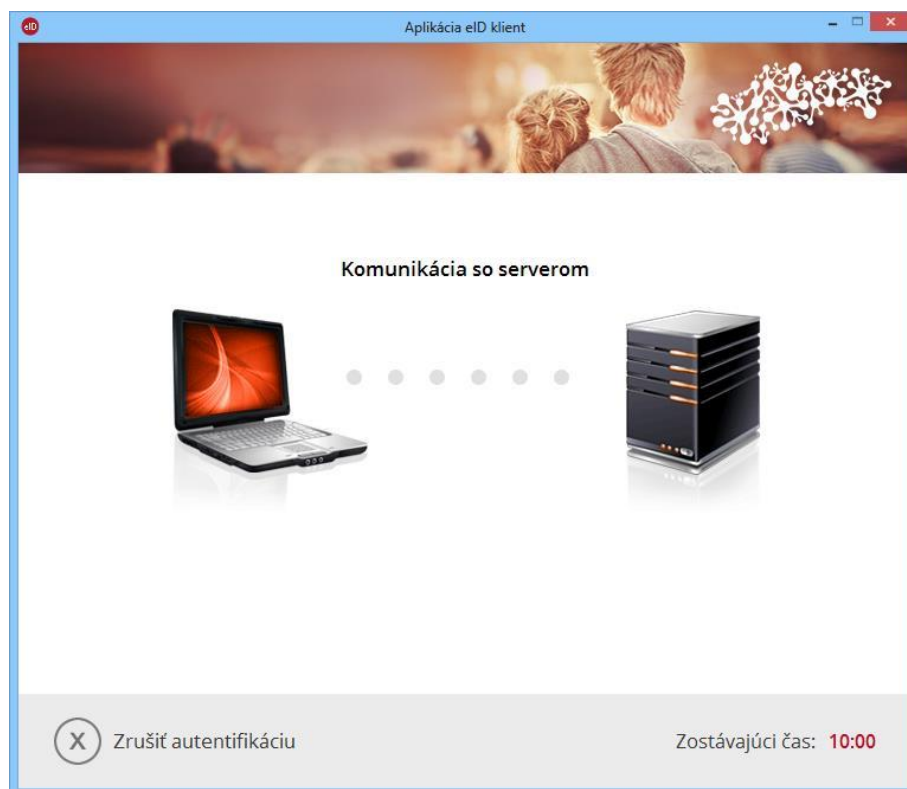 eID
Aplikácia eID klient
Komunikácia so serverom
X Zrušiť autentifikáciu
Zostávajúci čas: 10:00